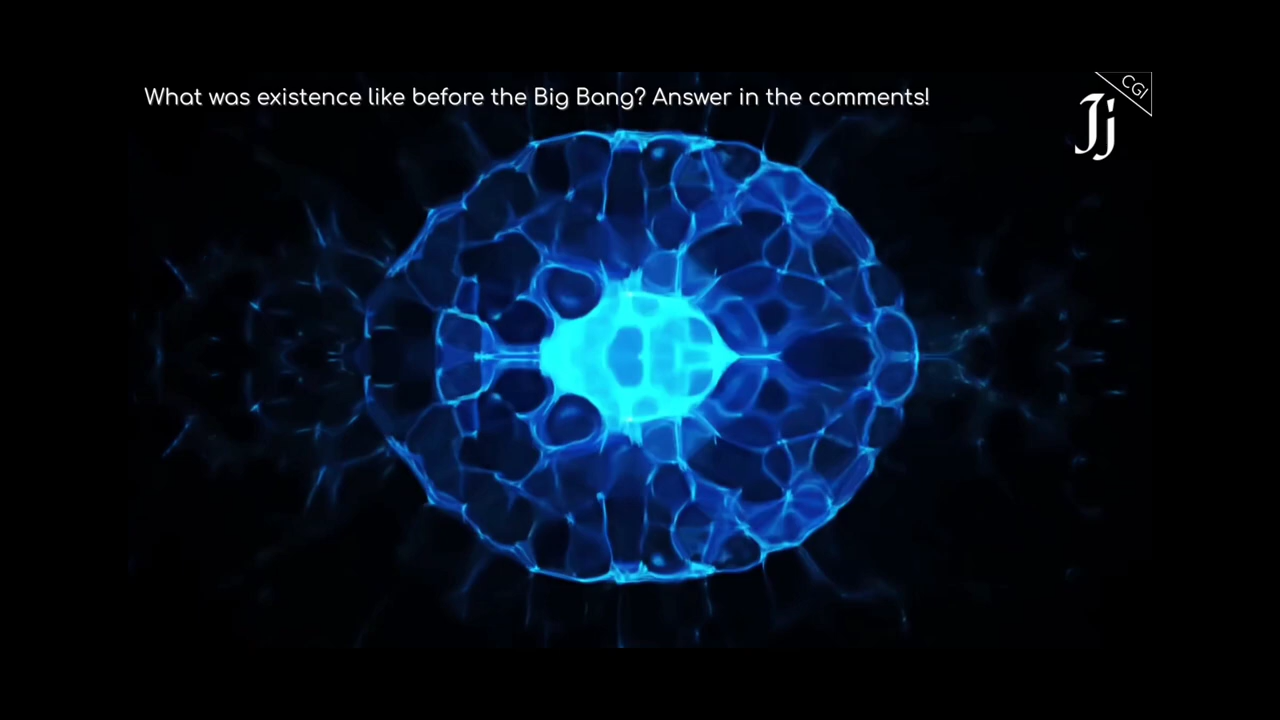 What was existence like before the Big Bang? Answer in the comments!
CGI
Jj